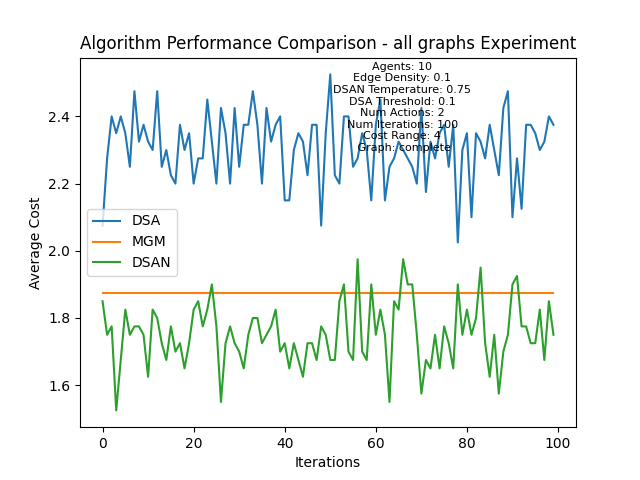 Algorithm Performance Comparison - all graphs Experiment
Agents: 10
Edge Density: 0.1
DSAN Temperature: 0.75
DSA Threshold: 0.1
Num Actions: 2
Num Iterations: 100
Cost Range: 4
Graph: complete
2.4
2.2
2.0
1.8
1.6
Average Cost
DSA
MGM
DSAN
0 20 40 60 80 100
Iterations